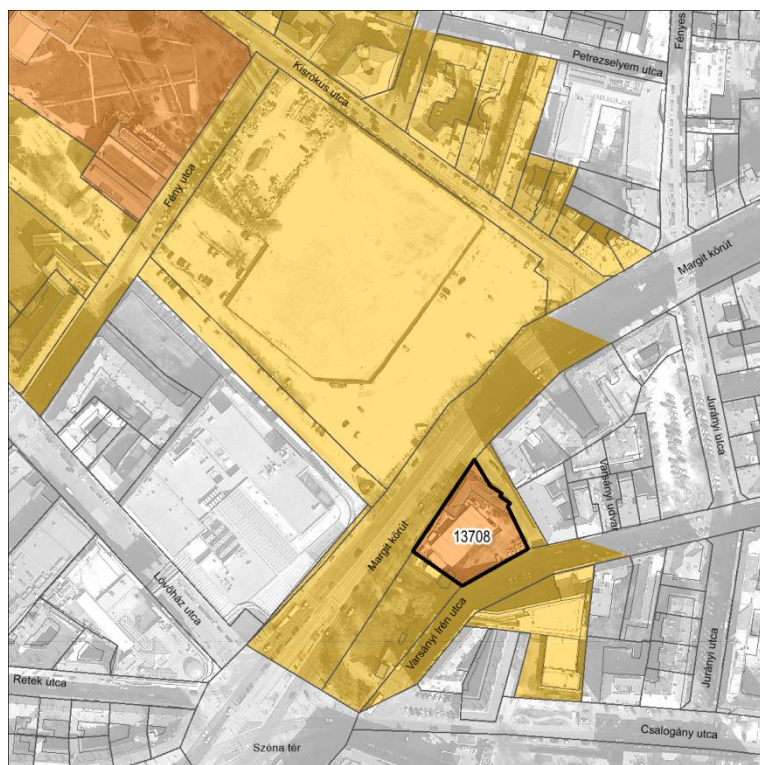 Petrezselyem utca
Fényes
Kisrókus utca
Fény utca
Margit körút
Jurányi utca
Varsányi udvar
13708
Margit körút
Lövőház utca
Varsányi Irén utca
Jurányi utca
Retek utca
Csalogány utca
Széna tér